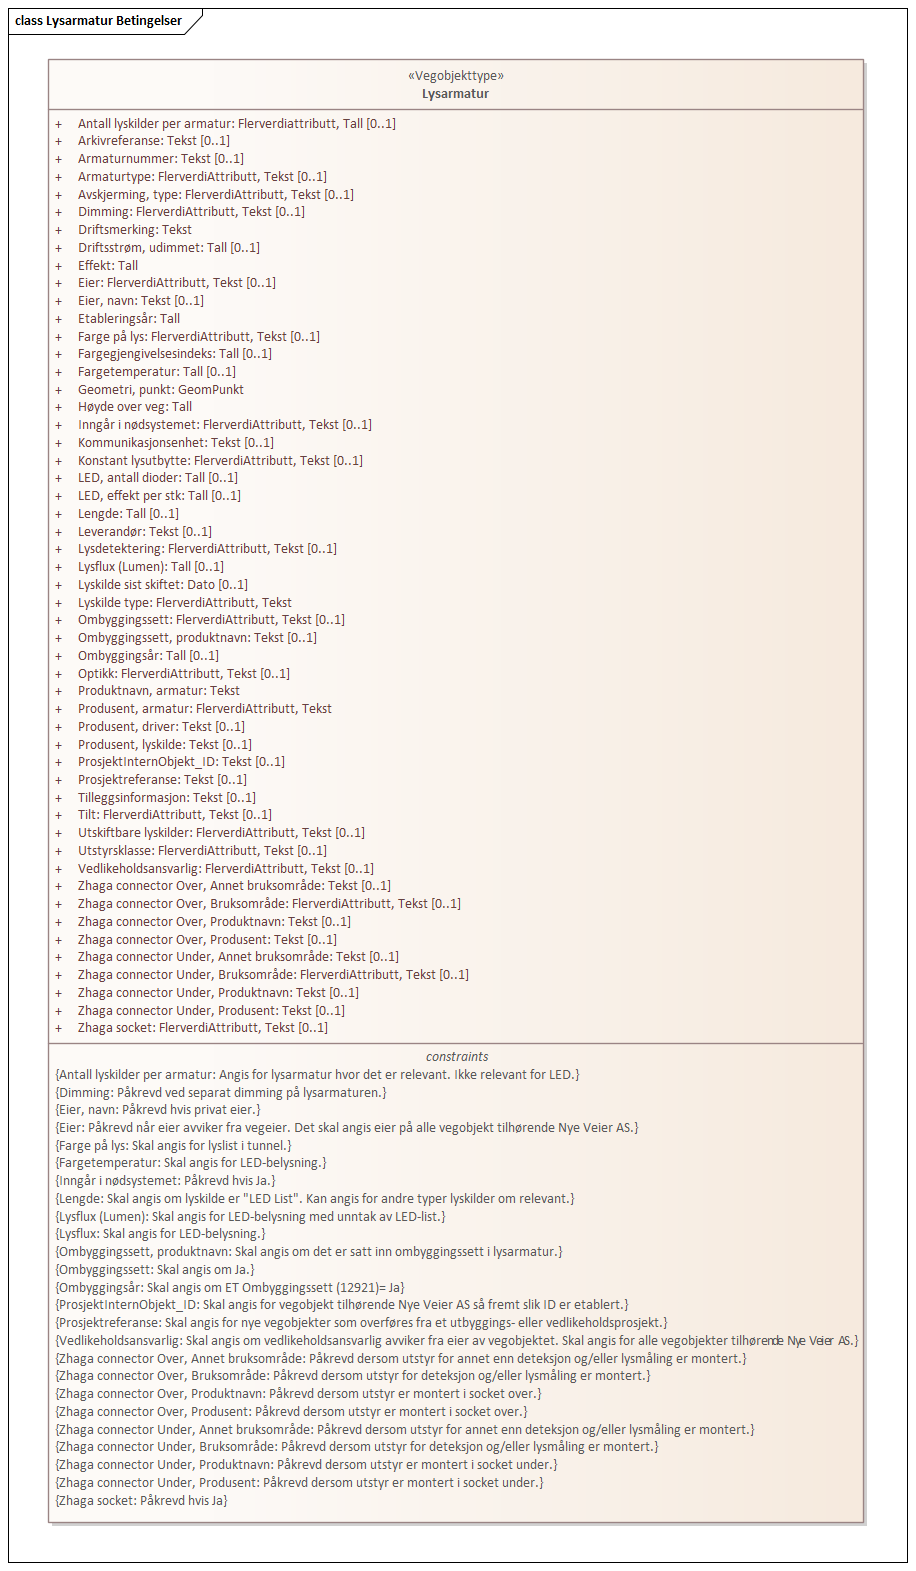 class Lysarmatur Betingelser
«Vegobjekttype»
Lysarmatur
+ Antall lyskilder per armatur: Flerverdiattributt, Tall [0..1]
+ Arkivreferanse: Tekst [0..1]
+ Armaturnummer: Tekst [0..1]
+ Armaturtype: FlerverdiAttributt, Tekst [0..1]
+ Avskjerming, type: FlerverdiAttributt, Tekst [0..1]
+ Dimming: FlerverdiAttributt, Tekst [0..1]
+ Driftsmerking: Tekst
+ Driftsstrøm, udimmet: Tall [0..1]
+ Effekt: Tall
+ Eier: FlerverdiAttributt, Tekst [0..1]
+ Eier, navn: Tekst [0..1]
+ Etableringsår: Tall
+ Farge på lys: FlerverdiAttributt, Tekst [0..1]
+ Fargegjengivelsesindeks: Tall [0..1]
+ Fargetemperatur: Tall [0..1]
+ Geometri, punkt: GeomPunkt
+ Høyde over veg: Tall
+ Inngår i nødsystemet: FlerverdiAttributt, Tekst [0..1]
+ Kommunikasjonsenhet: Tekst [0..1]
+ Konstant lysutbytte: FlerverdiAttributt, Tekst [0..1]
+ LED, antall dioder: Tall [0..1]
+ LED, effekt per stk: Tall [0..1]
+ Lengde: Tall [0..1]
+ Leverandør: Tekst [0..1]
+ Lysdetektering: FlerverdiAttributt, Tekst [0..1]
+ Lysflux (Lumen): Tall [0..1]
+ Lyskilde sist skiftet: Dato [0..1]
+ Lyskilde type: FlerverdiAttributt, Tekst
+ Ombyggingssett: FlerverdiAttributt, Tekst [0..1]
+ Ombyggingssett, produktnavn: Tekst [0..1]
+ Ombyggingsår: Tall [0..1]
+ Optikk: FlerverdiAttributt, Tekst [0..1]
+ Produktnavn, armatur: Tekst
+ Produsent, armatur: FlerverdiAttributt, Tekst
+ Produsent, driver: Tekst [0..1]
+ Produsent, lyskilde: Tekst [0..1]
+ ProsjektInternObjekt_ID: Tekst [0..1]
+ Prosjektreferanse: Tekst [0..1]
+ Tilleggsinformasjon: Tekst [0..1]
+ Tilt: FlerverdiAttributt, Tekst [0..1]
+ Utskiftbare lyskilder: FlerverdiAttributt, Tekst [0..1]
+ Utstyrsklasse: FlerverdiAttributt, Tekst [0..1]
+ Vedlikeholdsansvarlig: FlerverdiAttributt, Tekst [0..1]
+ Zhaga connector Over, Annet bruksområde: Tekst [0..1]
+ Zhaga connector Over, Bruksområde: FlerverdiAttributt, Tekst [0..1]
+ Zhaga connector Over, Produktnavn: Tekst [0..1]
+ Zhaga connector Over, Produsent: Tekst [0..1]
+ Zhaga connector Under, Annet bruksområde: Tekst [0..1]
+ Zhaga connector Under, Bruksområde: FlerverdiAttributt, Tekst [0..1]
+ Zhaga connector Under, Produktnavn: Tekst [0..1]
+ Zhaga connector Under, Produsent: Tekst [0..1]
+ Zhaga socket: FlerverdiAttributt, Tekst [0..1]
constraints
{Antall lyskilder per armatur: Angis for lysarmatur hvor det er relevant. Ikke relevant for LED.}
{Dimming: Påkrevd ved separat dimming på lysarmaturen.}
{Eier, navn: Påkrevd hvis privat eier.}
{Eier: Påkrevd når eier avviker fra vegeier. Det skal angis eier på alle vegobjekt tilhørende Nye Veier AS.}
{Farge på lys: Skal angis for lyslist i tunnel.}
{Fargetemperatur: Skal angis for LED-belysning.}
{Inngår i nødsystemet: Påkrevd hvis Ja.}
{Lengde: Skal angis om lyskilde er "LED List". Kan angis for andre typer lyskilder om relevant.}
{Lysflux (Lumen): Skal angis for LED-belysning med unntak av LED-list.}
{Lysflux: Skal angis for LED-belysning.}
{Ombyggingssett, produktnavn: Skal angis om det er satt inn ombyggingssett i lysarmatur.}
{Ombyggingssett: Skal angis om Ja.}
{Ombyggingsår: Skal angis om ET Ombyggingssett (12921)= Ja}
{ProsjektInternObjekt_ID: Skal angis for vegobjekt tilhørende Nye Veier AS så fremt slik ID er etablert.}
{Prosjektreferanse: Skal angis for nye vegobjekter som overføres fra et utbyggings- eller vedlikeholdsprosjekt.}
{Vedlikeholdsansvarlig: Skal angis om vedlikeholdsansvarlig avviker fra eier av vegobjektet. Skal angis for alle vegobjekter tilhørende Nye Veier AS.}
{Zhaga connector Over, Annet bruksområde: Påkrevd dersom utstyr for annet enn deteksjon og/eller lysmåling er montert.}
{Zhaga connector Over, Bruksområde: Påkrevd dersom utstyr for deteksjon og/eller lysmåling er montert.}
{Zhaga connector Over, Produktnavn: Påkrevd dersom utstyr er montert i socket over.}
{Zhaga connector Over, Produsent: Påkrevd dersom utstyr er montert i socket over.}
{Zhaga connector Under, Annet bruksområde: Påkrevd dersom utstyr for annet enn deteksjon og/eller lysmåling er montert.}
{Zhaga connector Under, Bruksområde: Påkrevd dersom utstyr for deteksjon og/eller lysmåling er montert.}
{Zhaga connector Under, Produktnavn: Påkrevd dersom utstyr er montert i socket under.}
{Zhaga connector Under, Produsent: Påkrevd dersom utstyr er montert i socket under.}
{Zhaga socket: Påkrevd hvis Ja}